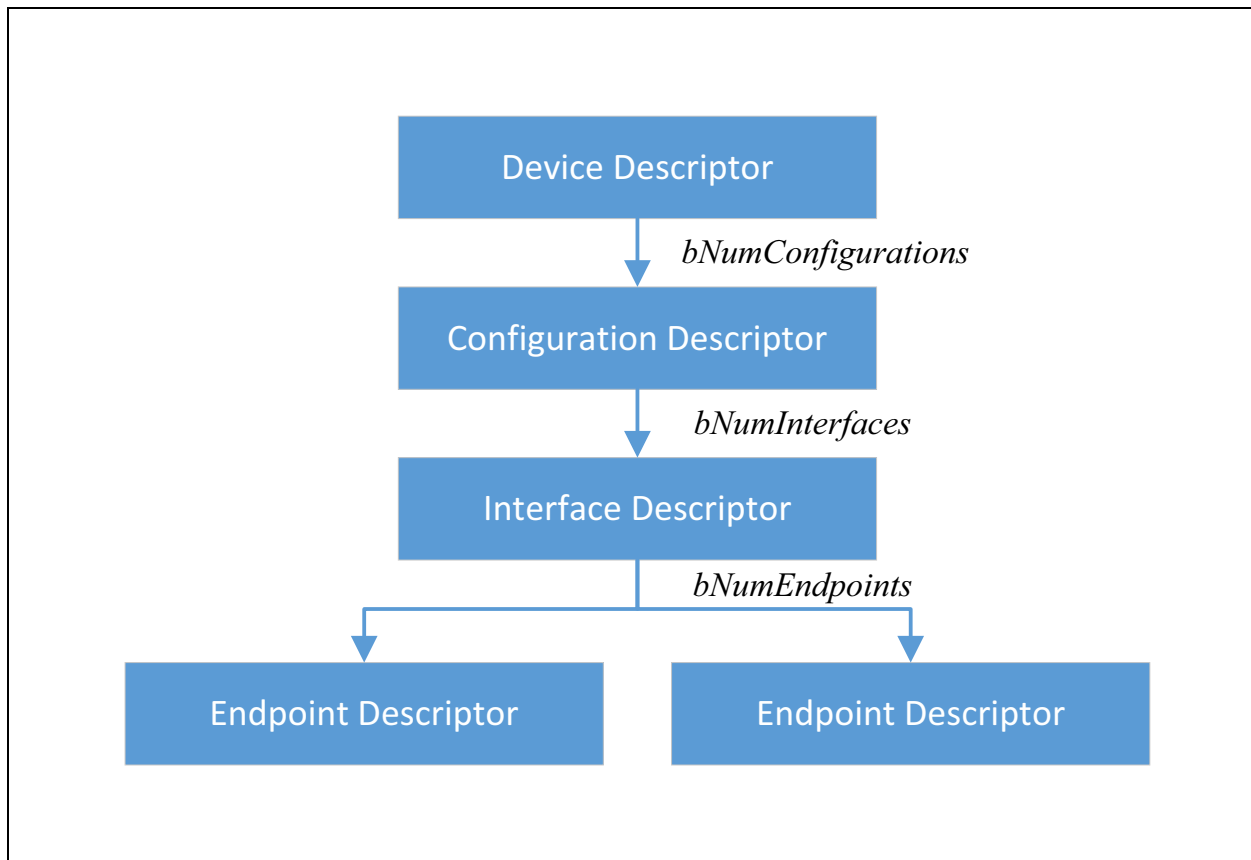 Device Descriptor
bNumConfigurations
Configuration Descriptor
bNumInterfaces
Interface Descriptor
bNumEndpoints
Endpoint Descriptor
Endpoint Descriptor